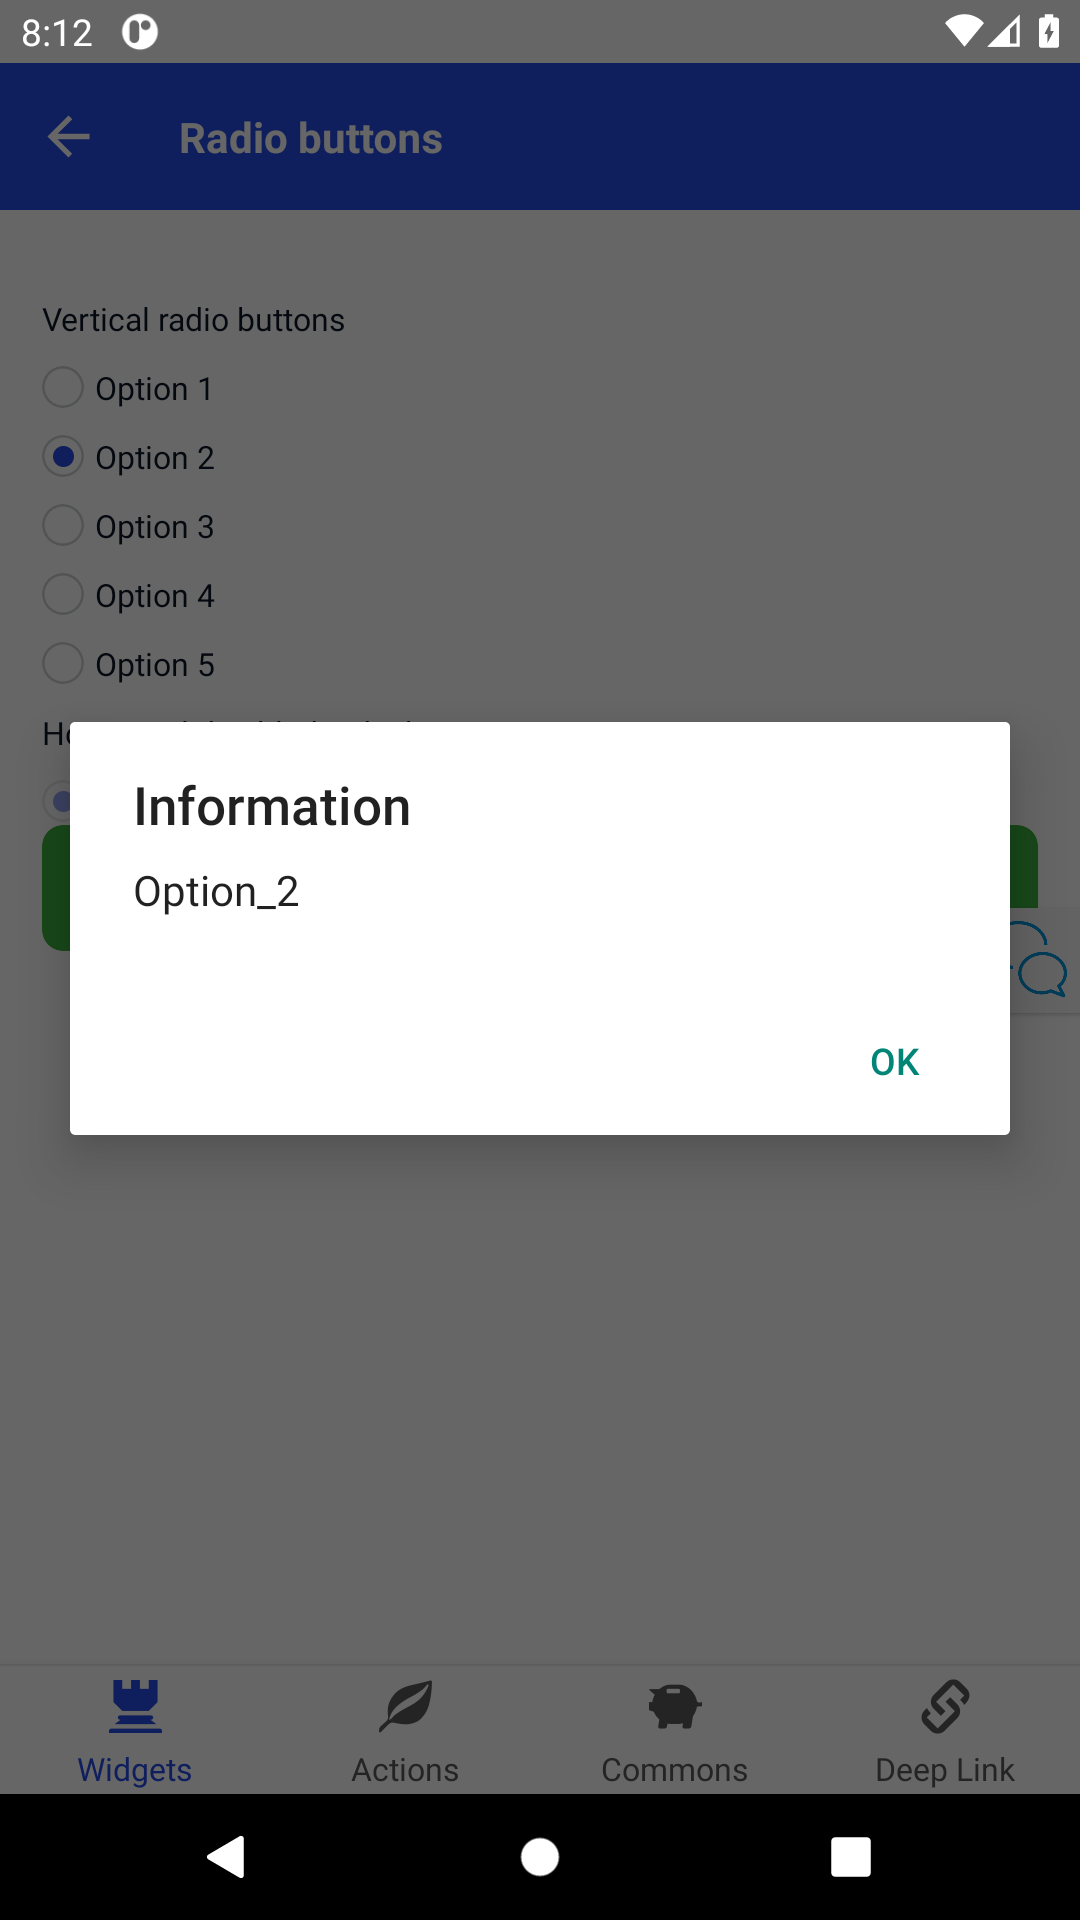 8:12
Radio buttons
Vertical radio buttons
Option 1
Option 2
Option 3
Option 4
Option 5
Information
Option_2
OK
Widgets
Actions
Commons
Deep Link